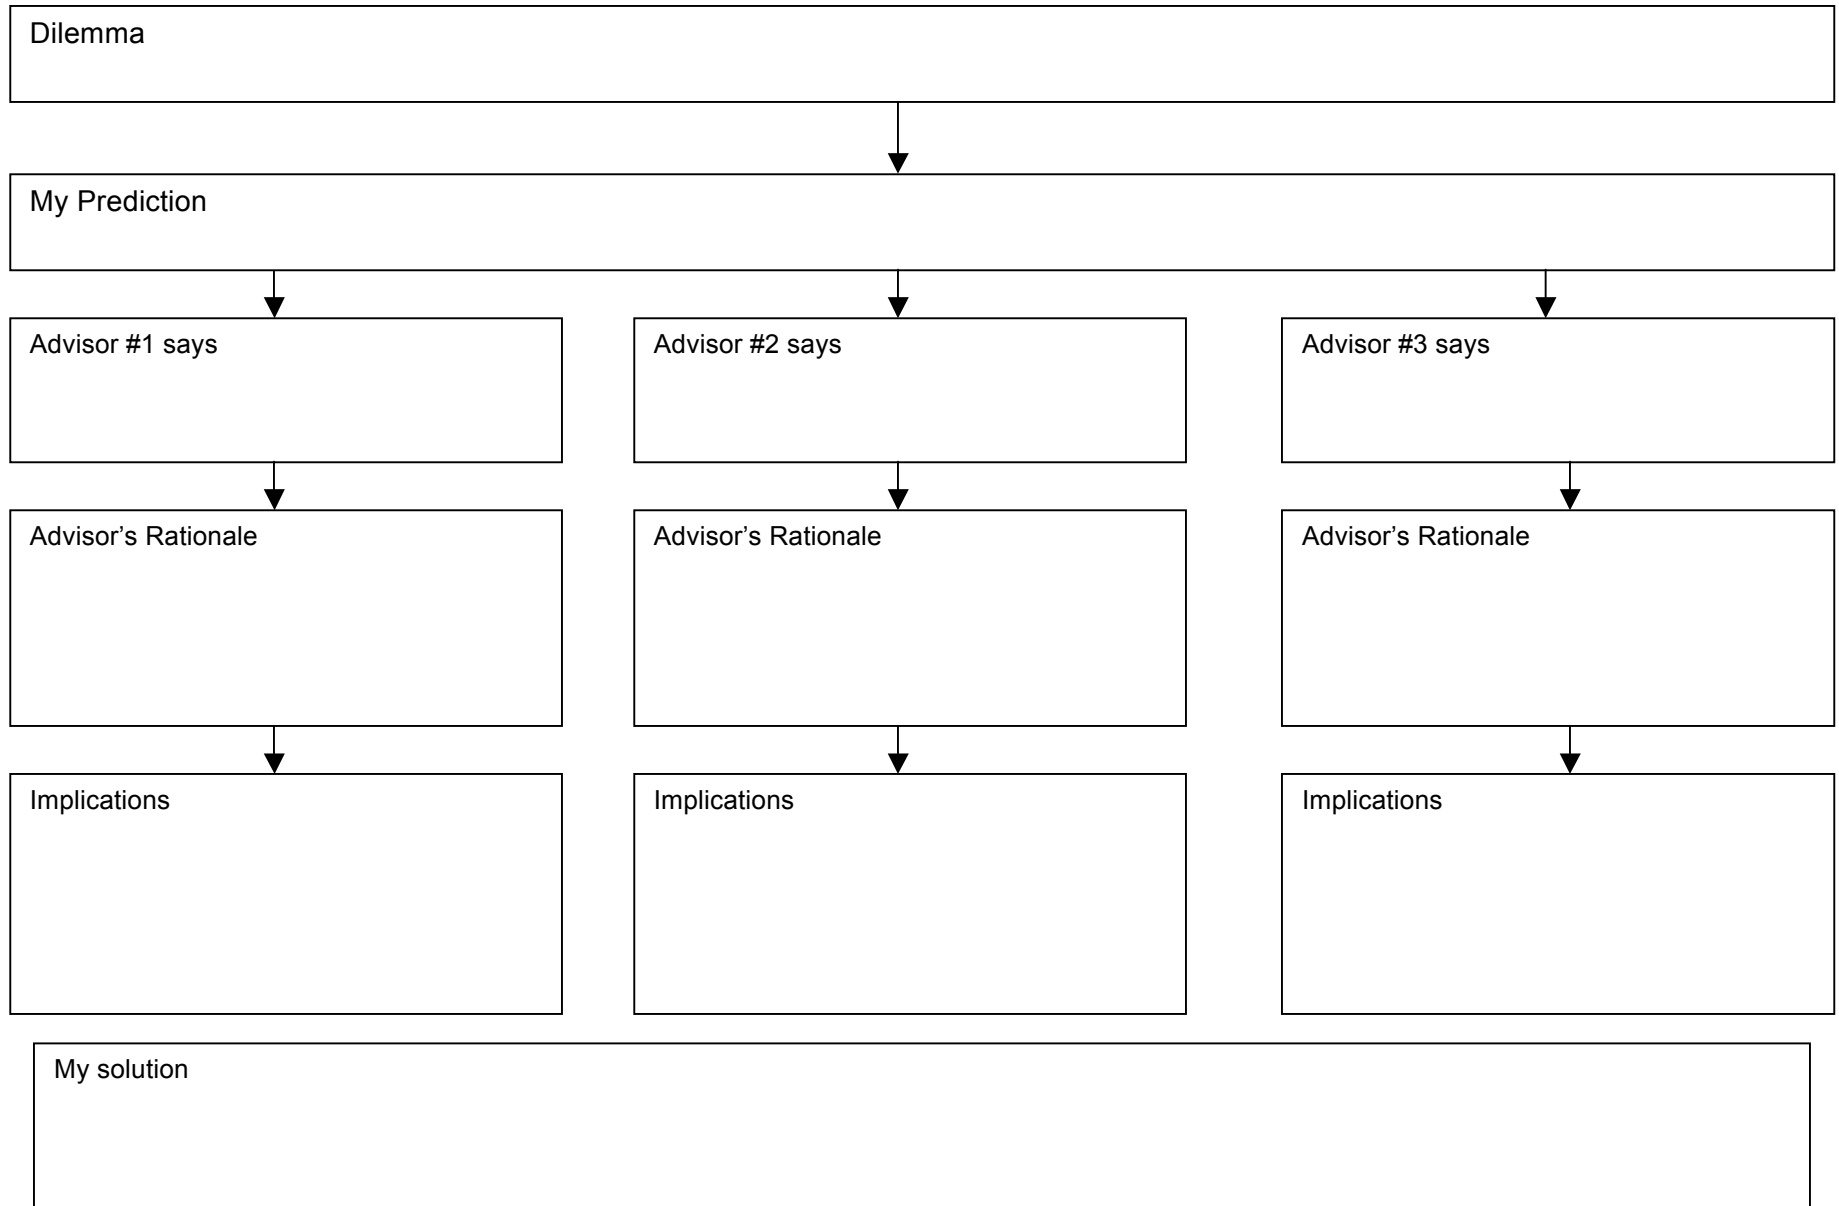 Dilemma
My Prediction
Advisor #1 says
Advisor #2 says
Advisor #3 says
Advisor’s Rationale
Advisor’s Rationale
Advisor’s Rationale
Implications
Implications
Implications
My solution